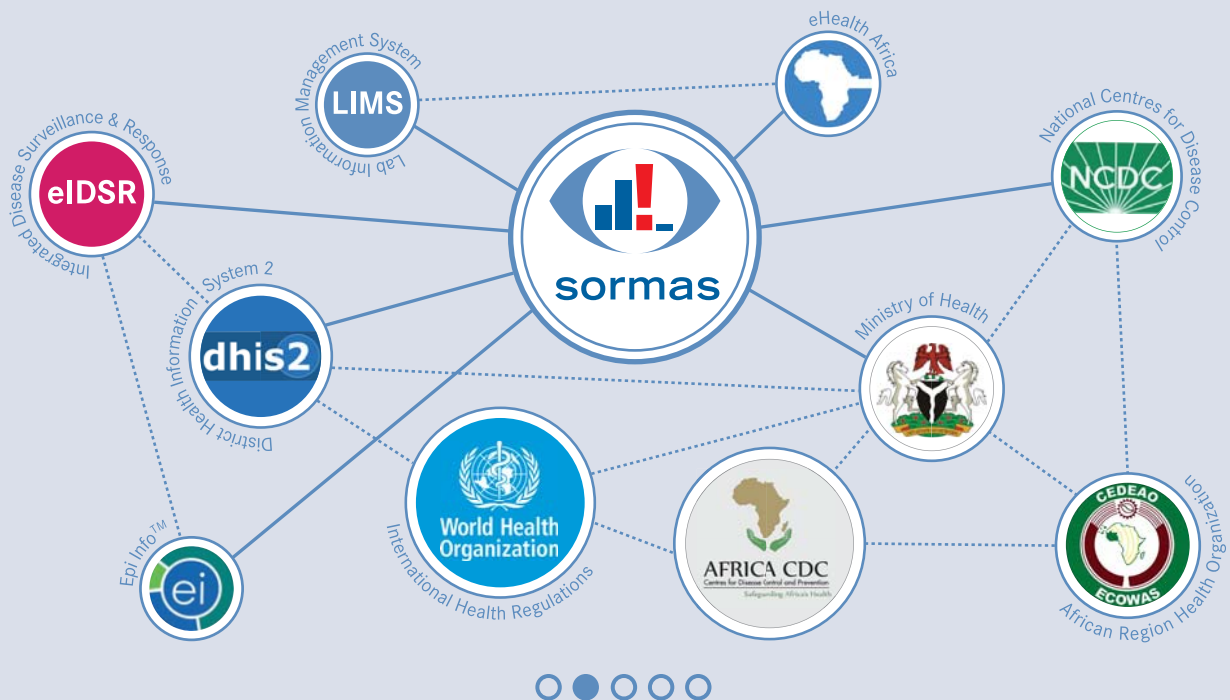 Lab Information Management System
LIMS
eHealth Africa
National Centres for Disease Control
NCDC
Integrated Disease Surveillance & Response
eIDSR
sormas
District Health Information System 2
dhis2
Ministry of Health
World Health
Organization
International Health Regulations
AFRICA CDC
Centres for Disease Control and Prevention
Safeguarding Africa's Health
CEDEAO
ECOWAS
African Region Health Organization
Epi Info™
ei